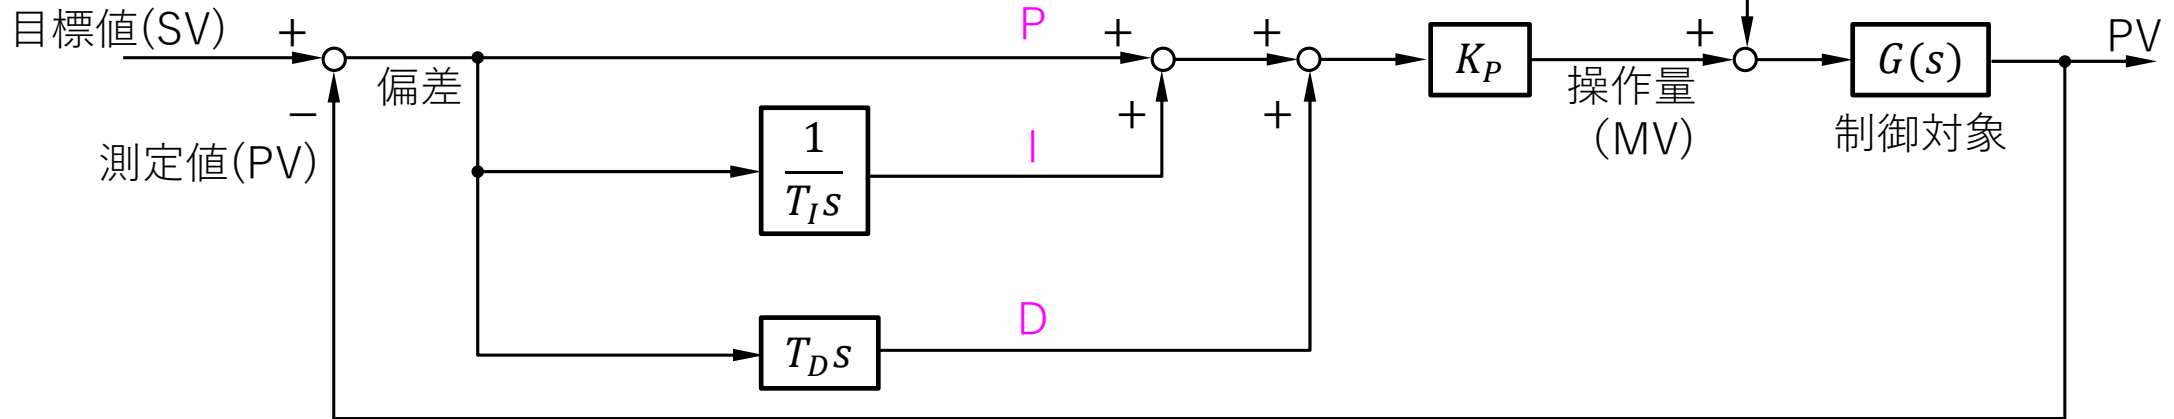 目標値(SV)
+
偏差
−
測定値(PV)
P
+
+
I
+
+
D
1
T_I s
T_D s
K_P
操作量
(MV)
+
G(s)
制御対象
PV